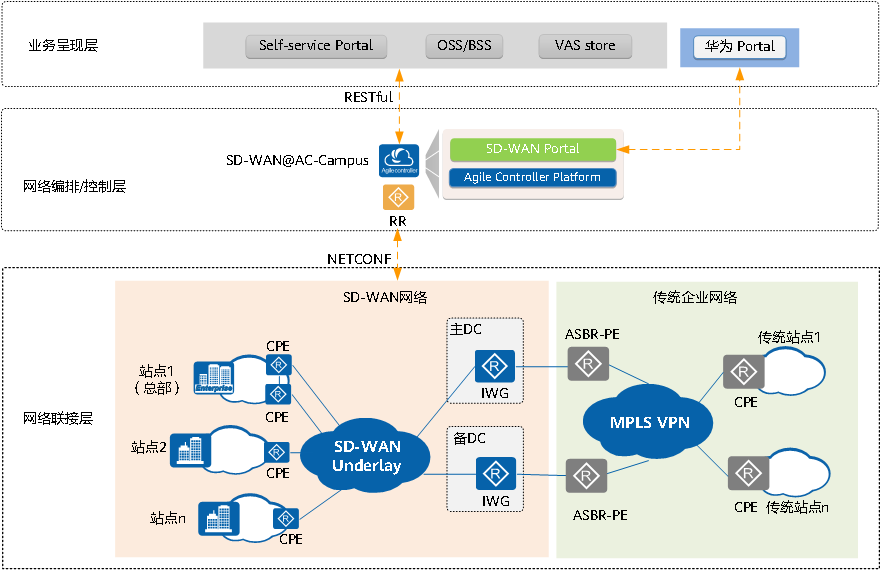 业务呈现层
Self-service Portal
OSS/BSS
VAS store
华为 Portal
RESTful
网络编排/控制层
SD-WAN@AC-Campus
Agile controller
SD-WAN Portal
Agile Controller Platform
R
RR
NETCONF
网络联接层
SD-WAN网络
传统企业网络
站点1
(总部)
Enterprise
CPE
R
R
CPE
站点2
R
CPE
站点n
R
CPE
SD-WAN
Underlay
主DC
R
IWG
备DC
R
IWG
ASBR-PE
R
R
ASBR-PE
MPLS VPN
传统站点1
R
CPE
R
CPE
传统站点n